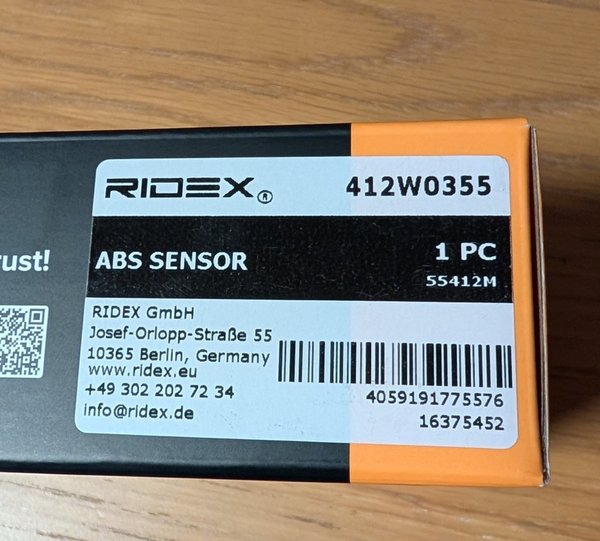 RIDEX® 412W0355
rust!
ABS SENSOR 1 PC
55412M
RIDEX GmbH
Josef-Orlopp-Straße 55
10365 Berlin, Germany
www.ridex.eu
+49 302 202 72 34
info@ridex.de
4059191775576
16375452